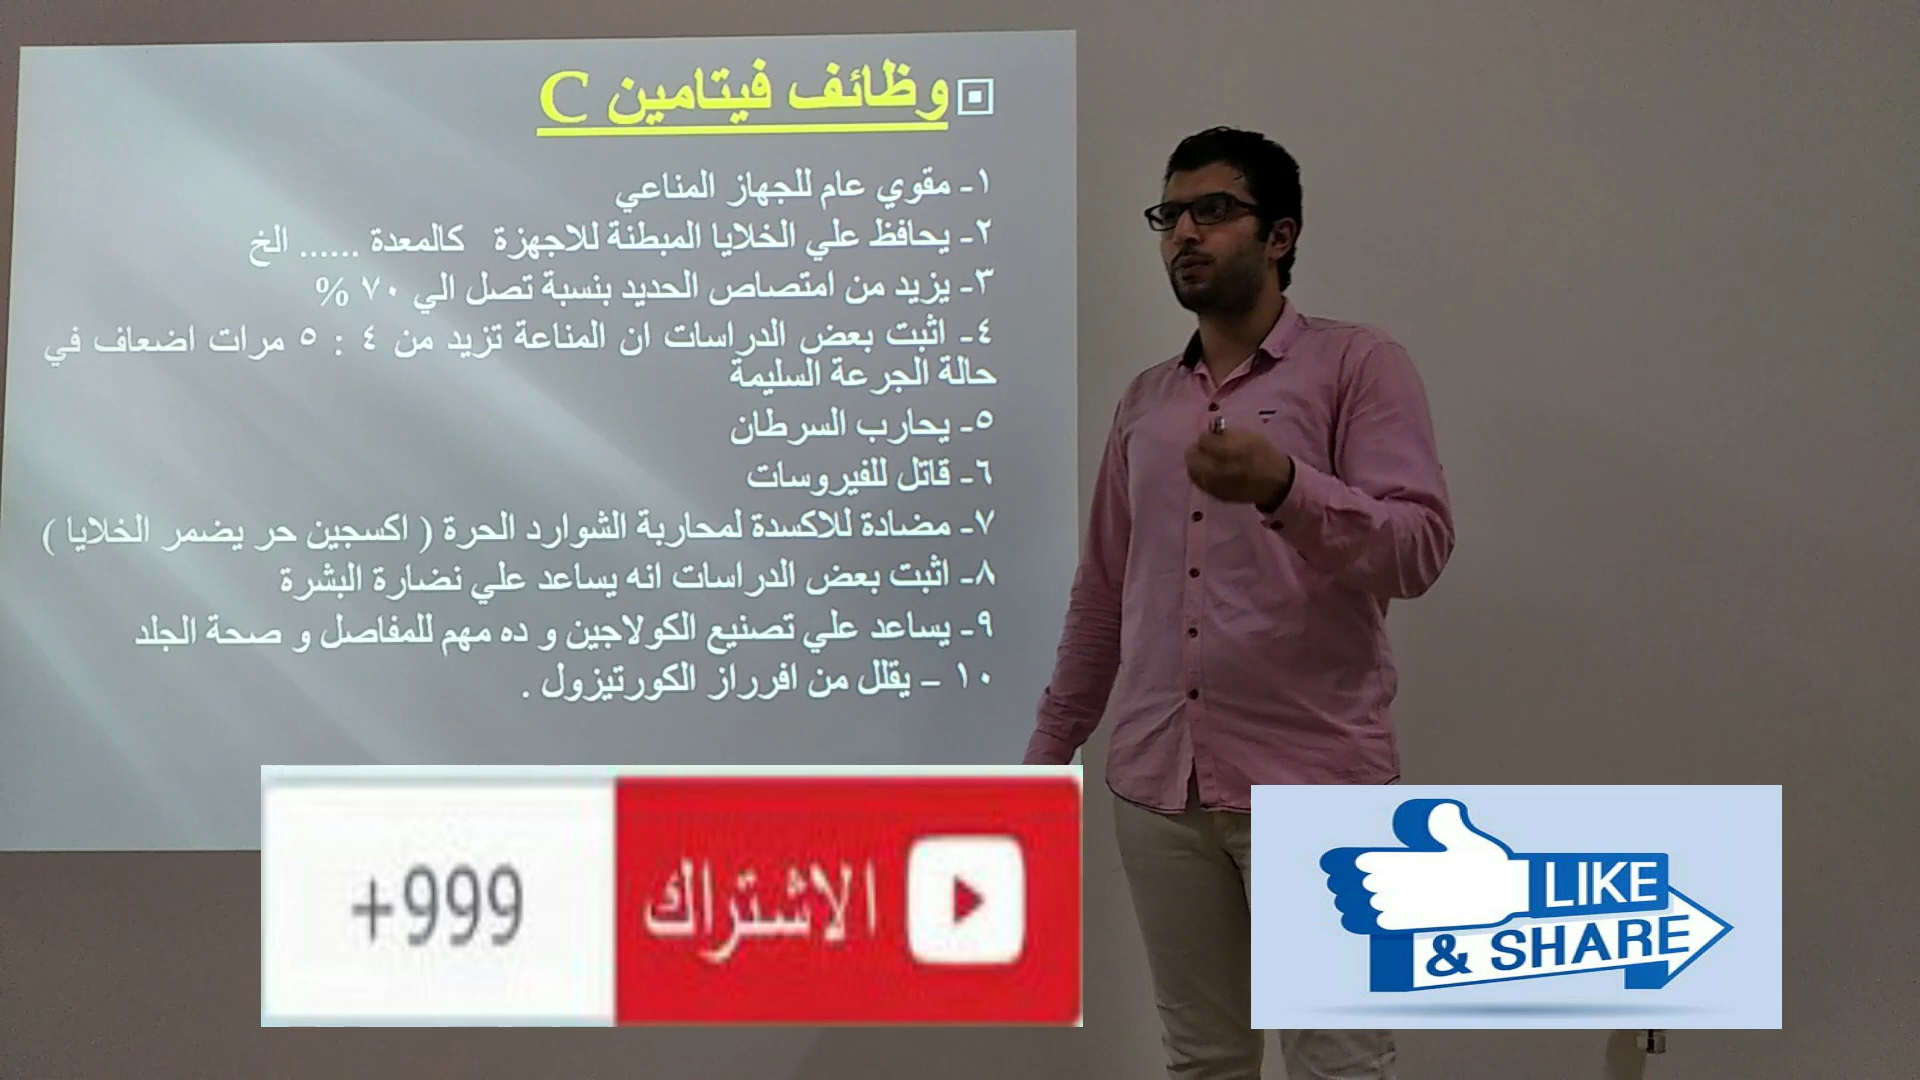 وظائف فيتامين C
١- مقوي عام للجهاز المناعي
٢- يحافظ علي الخلايا المبطنة للاجهزة كالمعدة ...... الخ
٣- يزيد من امتصاص الحديد بنسبة تصل الي ٧٠ %
٤- اثبت بعض الدراسات ان المناعة تزيد من ٤ : ٥ مرات اضعاف في
حالة الجرعة السليمة
٥- يحارب السرطان
٦- قاتل للفيروسات
٧- مضادة للاكسدة لمحاربة الشوارد الحرة ( اكسجين حر يضمر الخلايا )
٨- اثبت بعض الدراسات انه يساعد علي نضارة البشرة
٩- يساعد علي تصنيع الكولاجين و ده مهم للمفاصل و صحة الجلد
١٠ - يقلل من افرراز الكورتيزول .
الاشتراك
+999
LIKE
& SHARE